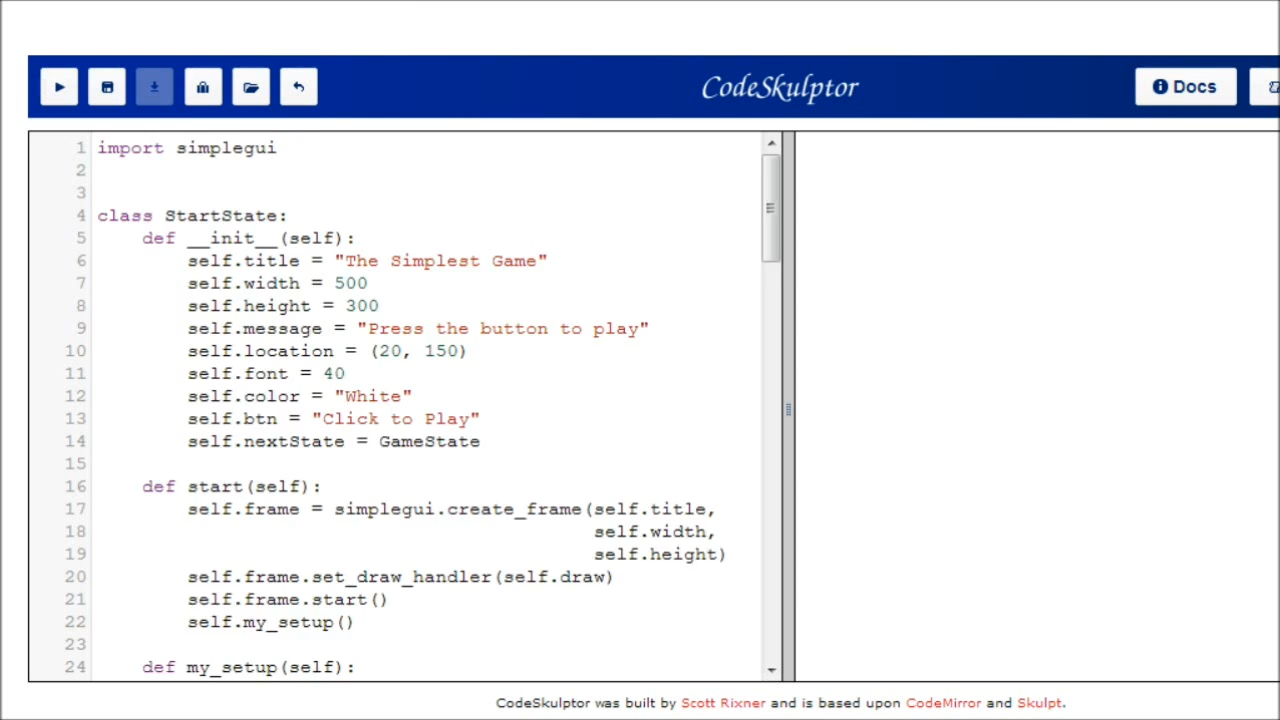 CodeSkulptor
Docs
1 import simplegui
2
3
4 class StartState:
5     def __init__(self):
6         self.title = "The Simplest Game"
7         self.width = 500
8         self.height = 300
9         self.message = "Press the button to play"
10         self.location = (20, 150)
11         self.font = 40
12         self.color = "White"
13         self.btn = "Click to Play"
14         self.nextState = GameState
15
16     def start(self):
17         self.frame = simplegui.create_frame(self.title,
18                                             self.width,
19                                             self.height)
20         self.frame.set_draw_handler(self.draw)
21         self.frame.start()
22         self.my_setup()
23
24     def my_setup(self):
CodeSkulptor was built by Scott Rixner and is based upon CodeMirror and Skulpt.